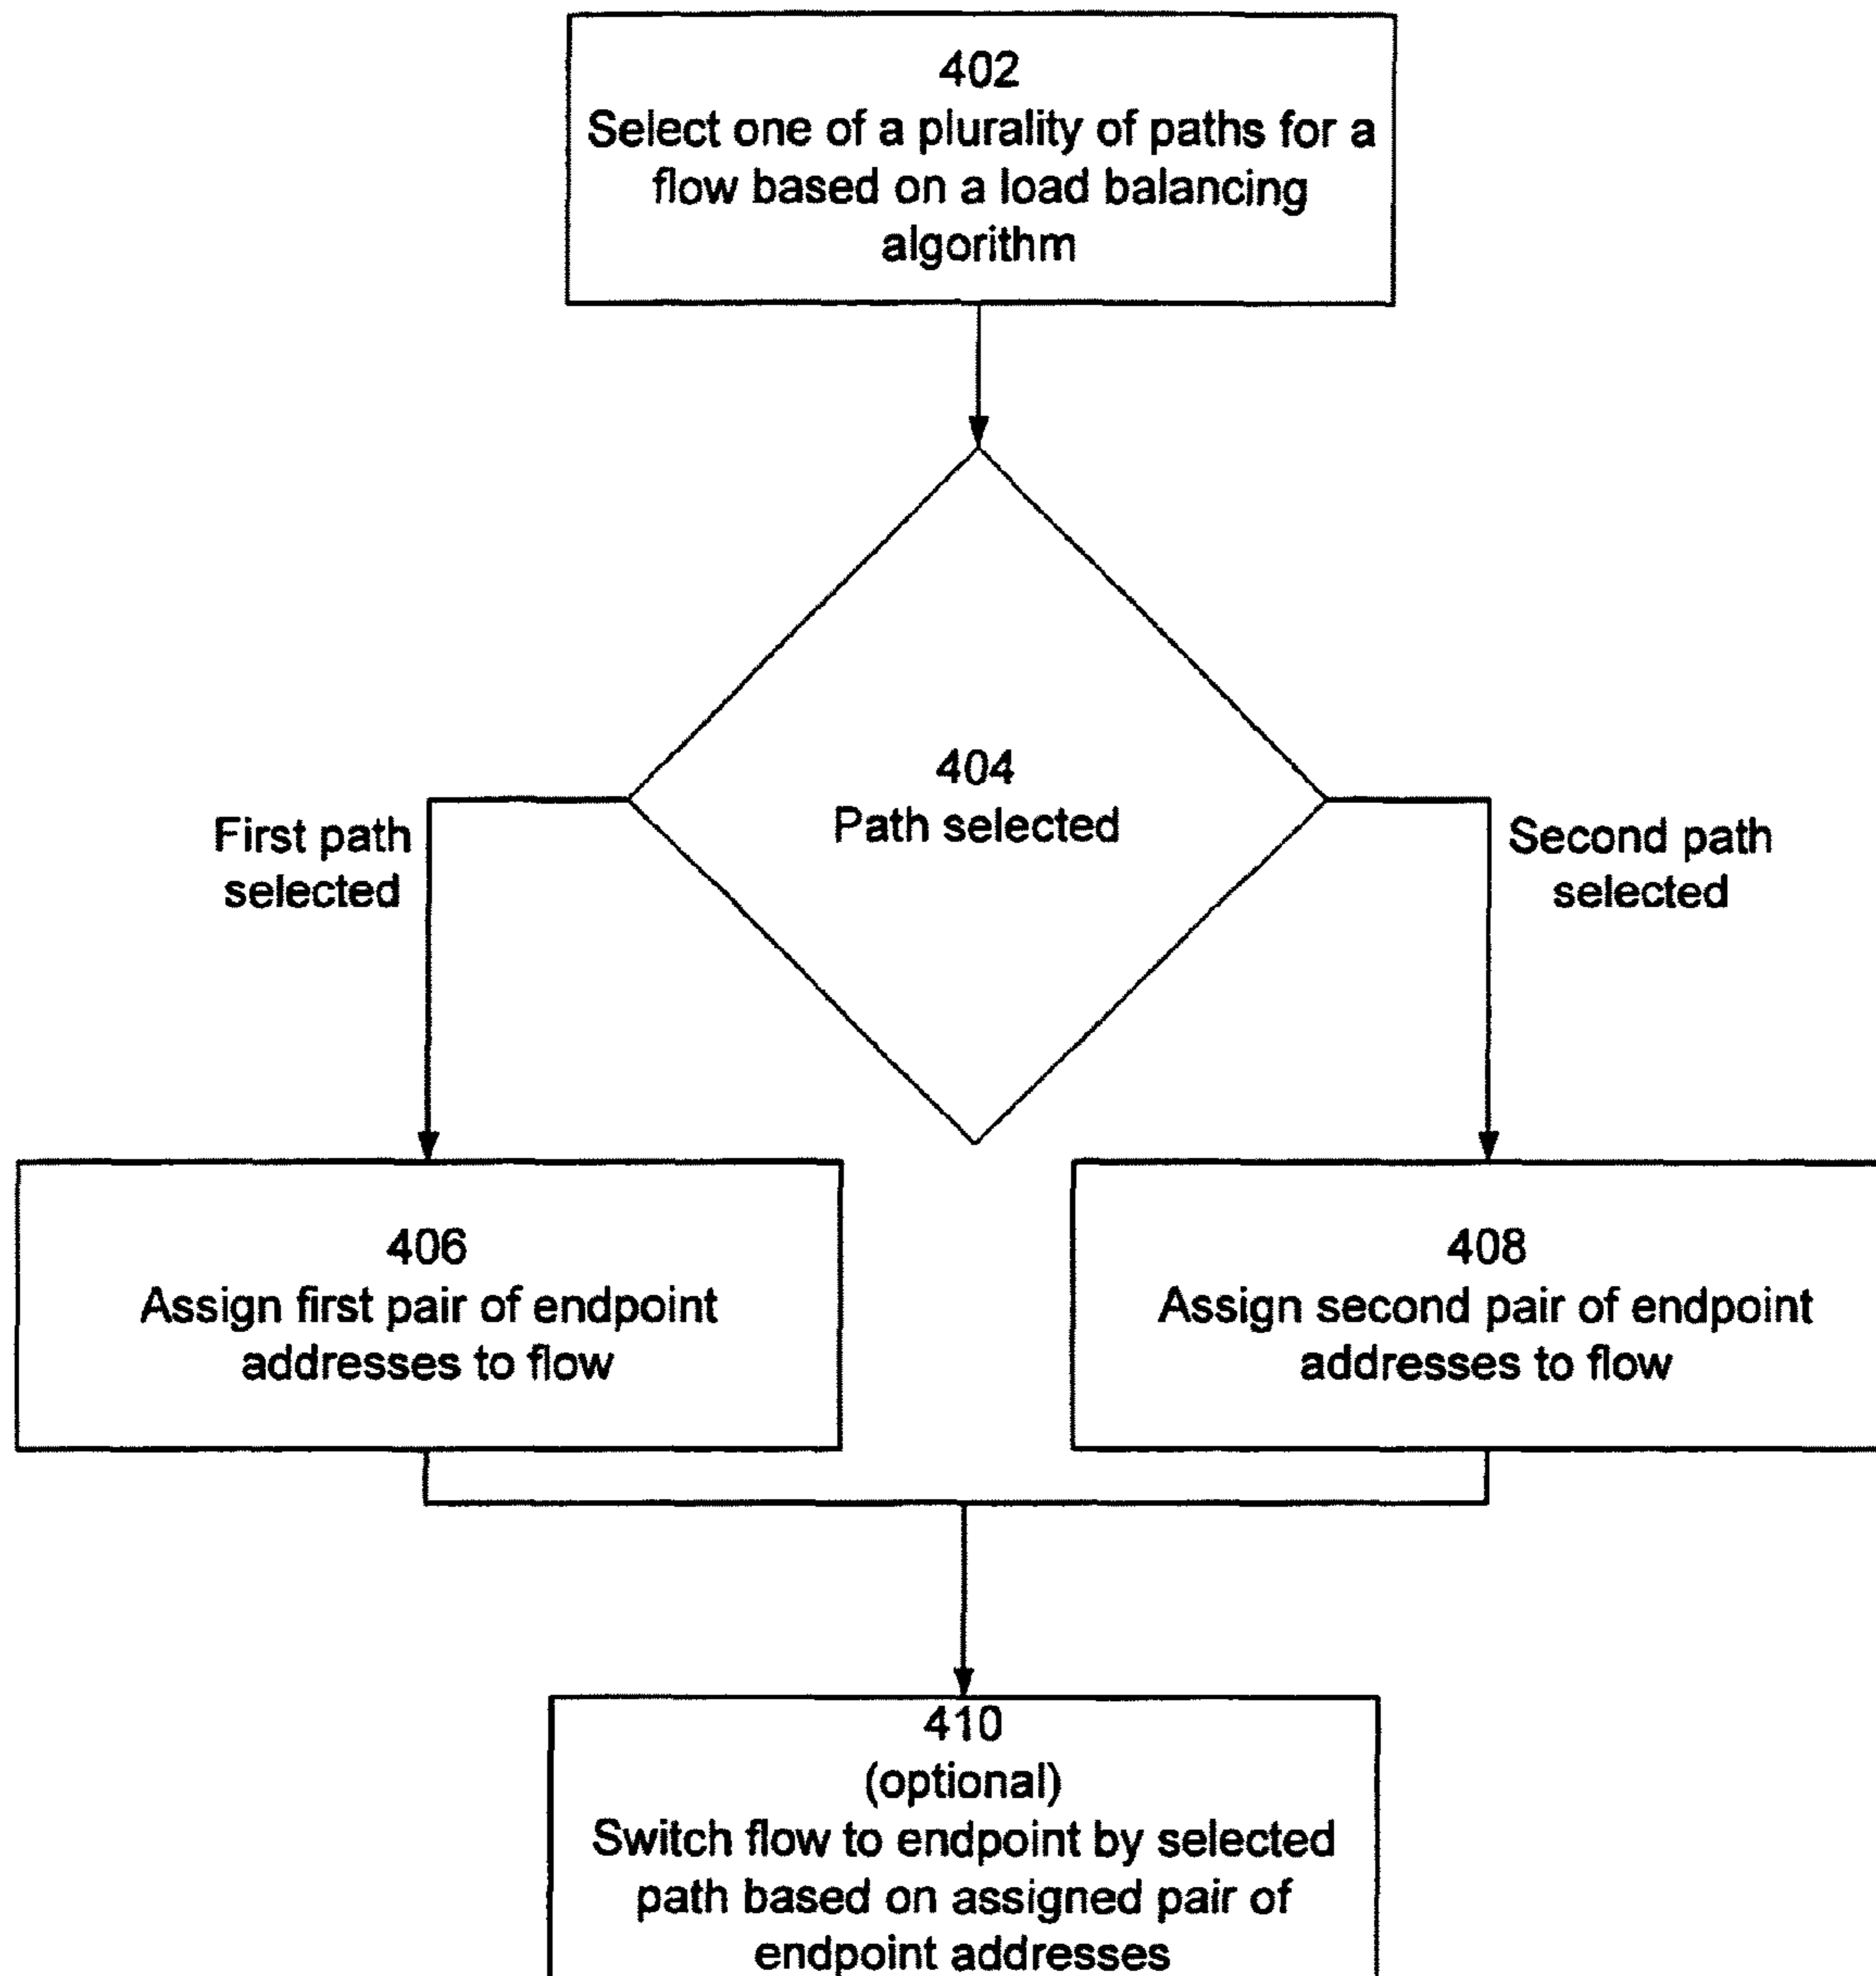 402
Select one of a plurality of paths for a
flow based on a load balancing
algorithm
404
Path selected
First path
selected
Second path
selected
406
Assign first pair of endpoint
addresses to flow
408
Assign second pair of endpoint
addresses to flow
410
(optional)
Switch flow to endpoint by selected
path based on assigned pair of
endpoint addresses